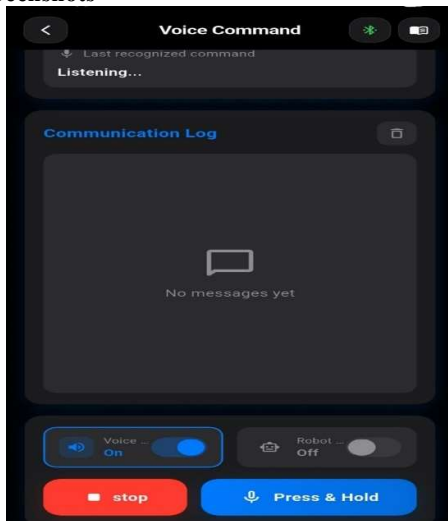 Voice Command
Last recognized command
Listening...
Communication Log
No messages yet
Voice ...
On
Robot ...
Off
stop
Press & Hold